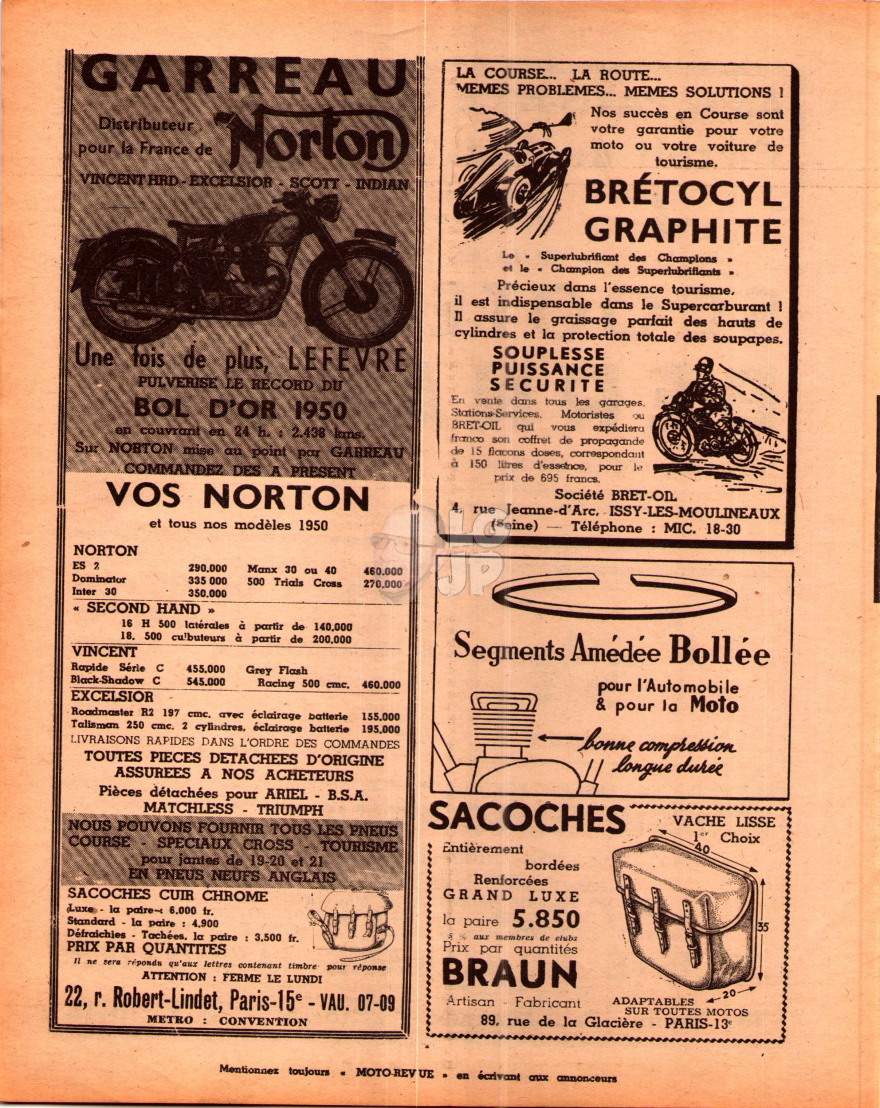 GARREAU
Distributeur
pour la France de
Norton
VINCENT HRD - EXCELSIOR - SCOTT - INDIAN
Une fois de plus, LEFEVRE
PULVERISE LE RECORD DU
BOL D'OR 1950
en couvrant en 24 h. : 2.438 kms.
Sur NORTON mise au point par GARREAU
COMMANDEZ DES A PRESENT
VOS NORTON
et tous nos modèles 1950
NORTON
ES 2 290.000 Manx 30 ou 40 460.000
Dominator 335 000 500 Trials Cross 270.000
Inter 30 350.000
« SECOND HAND »
16 H 500 latérales à partir de 140.000
18. 500 culbuteurs à partir de 200.000
VINCENT
Rapide Série C 455.000 Grey Flash
Black-Shadow C 545.000 Racing 500 cmc. 460.000
EXCELSIOR
Roadmaster R2 197 cmc. avec éclairage batterie 155.000
Talisman 250 cmc. 2 cylindres, éclairage batterie 195.000
LIVRAISONS RAPIDES DANS L'ORDRE DES COMMANDES
TOUTES PIECES DETACHEES D'ORIGINE
ASSUREES A NOS ACHETEURS
Pièces détachées pour ARIEL - B.S.A.
MATCHLESS - TRIUMPH
NOUS POUVONS FOURNIR TOUS LES PNEUS
COURSE - SPECIAUX CROSS - TOURISME
pour jantes de 19-20 et 21
EN PNEUS NEUFS ANGLAIS
SACOCHES CUIR CHROME
Luxe - la paire : 6.000 fr.
Standard - la paire : 4.900
Défraichies - Tachées, la paire : 3.500 fr.
PRIX PAR QUANTITES
Il ne sera répondu qu'aux lettres contenant timbre pour réponse
ATTENTION : FERME LE LUNDI
22, r. Robert-Lindet, Paris-15e - VAU. 07-09
METRO : CONVENTION
LA COURSE... LA ROUTE...
MEMES PROBLEMES... MEMES SOLUTIONS !
Nos succès en Course sont
votre garantie pour votre
moto ou votre voiture de
tourisme.
BRÉTOCYL
GRAPHITE
Le « Superlubrifiant des Champions »
et le « Champion des Superlubrifiants »
Précieux dans l'essence tourisme,
il est indispensable dans le Supercarburant !
Il assure le graissage parfait des hauts de
cylindres et la protection totale des soupapes.
SOUPLESSE
PUISSANCE
SECURITE
En vente dans tous les garages,
Stations-Services, Motoristes ou
BRET-OIL qui vous expédiera
franco son coffret de propagande
de 15 flacons doses, correspondant
à 150 litres d'essence, pour le
prix de 695 francs.
Société BRET-OIL
4, rue Jeanne-d'Arc, ISSY-LES-MOULINEAUX
(Seine) — Téléphone : MIC. 18-30
LC
JP
Segments Amédée Bollée
pour l'Automobile
& pour la Moto
bonne compression
longue durée
SACOCHES
VACHE LISSE
1er Choix
Entièrement
bordées
Renforcées
GRAND LUXE
la paire 5.850
5 % aux membres de clubs
Prix par quantités
BRAUN
Artisan - Fabricant
40
35
20
ADAPTABLES
SUR TOUTES MOTOS
89, rue de la Glacière - PARIS-13e
Mentionnez toujours « MOTO-REVUE » en écrivant aux annonceurs